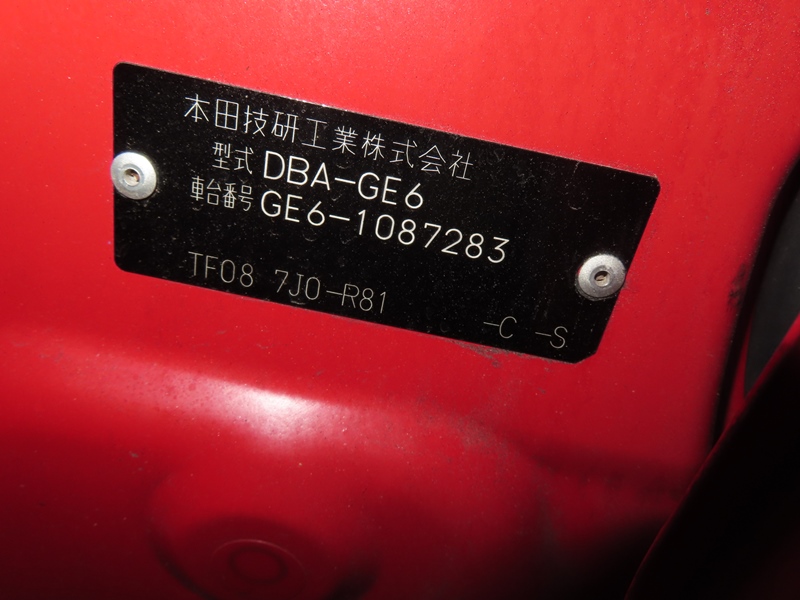 本田技研工業株式会社
型式 DBA-GE6
車台番号 GE6-1087283
TF08 7J0-R81 -C -S